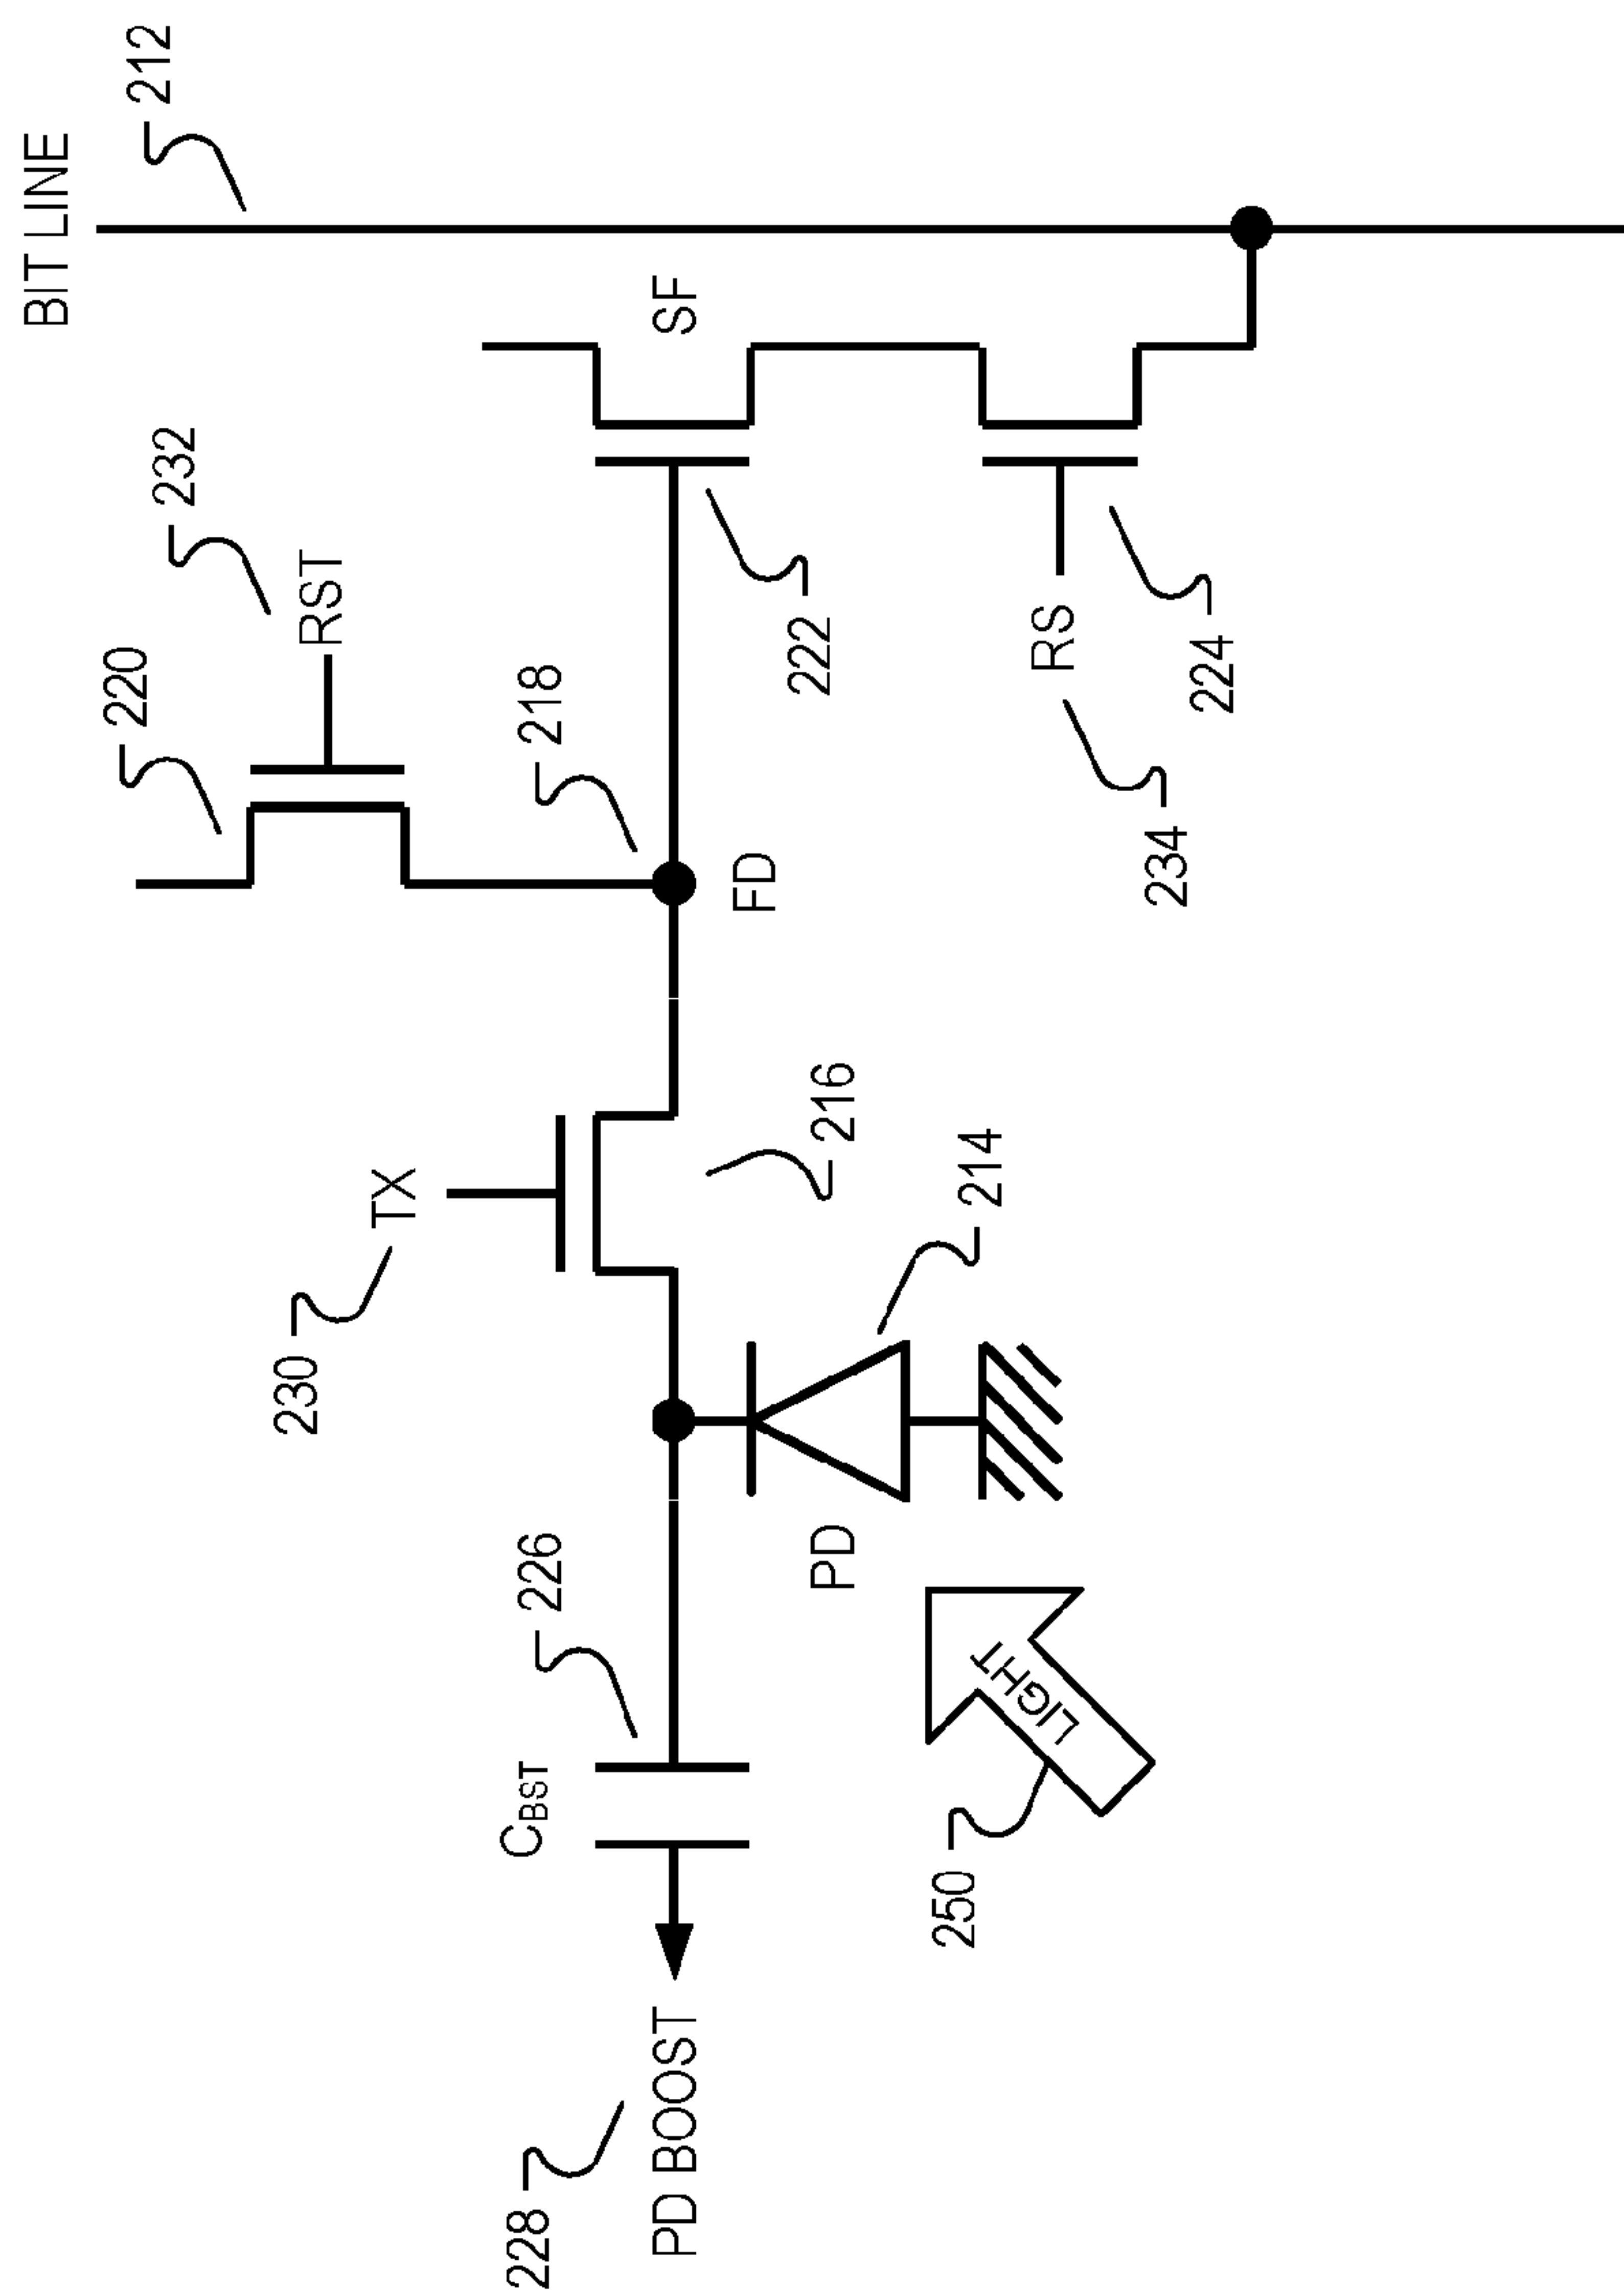 BIT LINE
212
220
232
RST
SF
218
FD
222
RS
234
224
230
TX
216
214
PD
226
CBST
228
PD BOOST
250
LIGHT